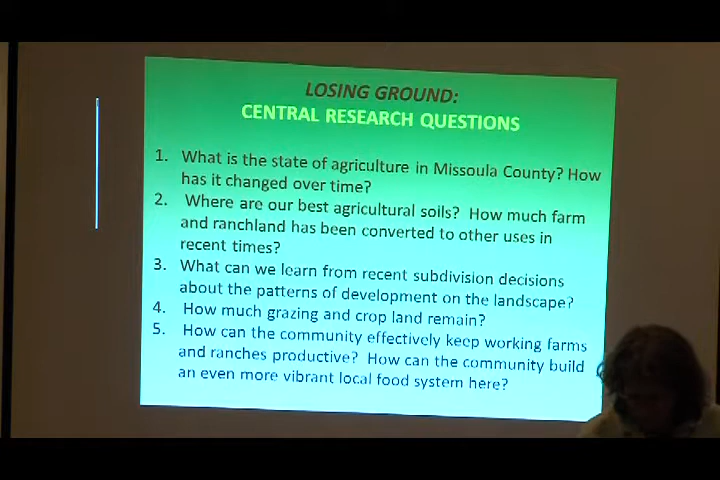 LOSING GROUND:
CENTRAL RESEARCH QUESTIONS
1. What is the state of agriculture in Missoula County? How
has it changed over time?
2. Where are our best agricultural soils? How much farm
and ranchland has been converted to other uses in
recent times?
3. What can we learn from recent subdivision decisions
about the patterns of development on the landscape?
4. How much grazing and crop land remain?
5. How can the community effectively keep working farms
and ranches productive? How can the community build
an even more vibrant local food system here?